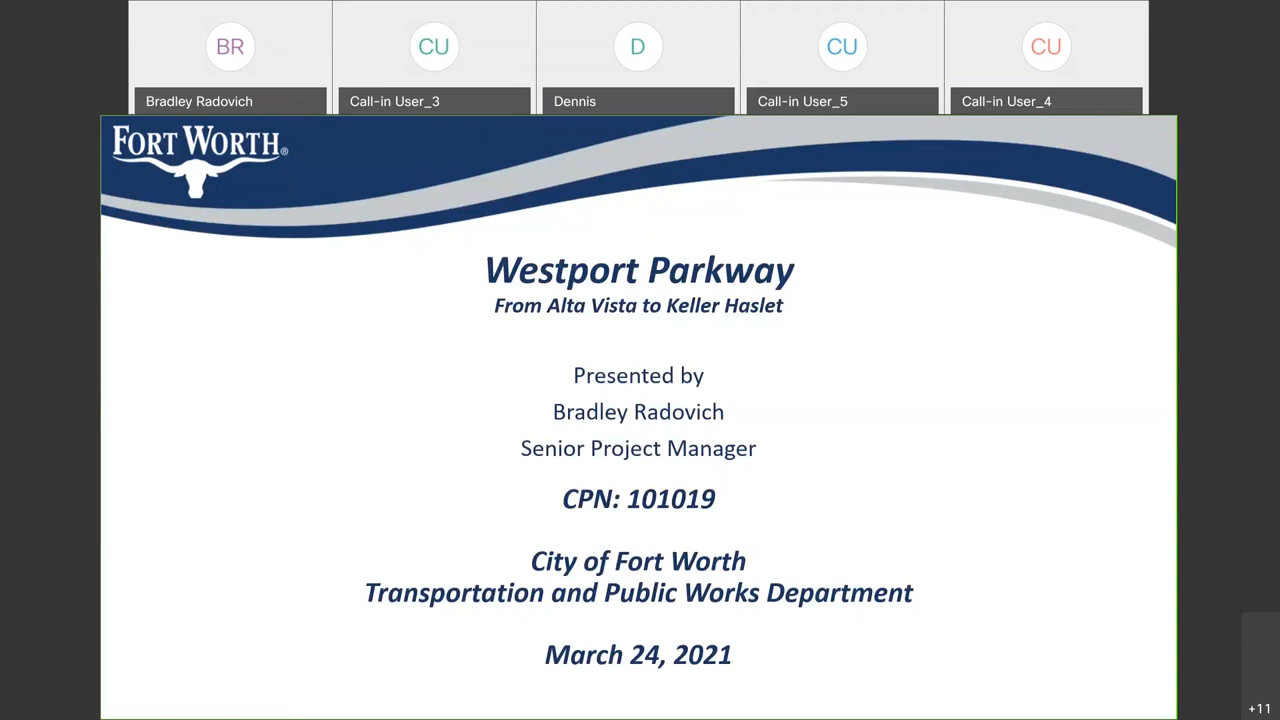 BR
CU
D
CU
CU
Bradley Radovich
Call-in User_3
Dennis
Call-in User_5
Call-in User_4
FORT WORTH®
Westport Parkway
From Alta Vista to Keller Haslet
Presented by
Bradley Radovich
Senior Project Manager
CPN: 101019
City of Fort Worth
Transportation and Public Works Department
March 24, 2021
+11